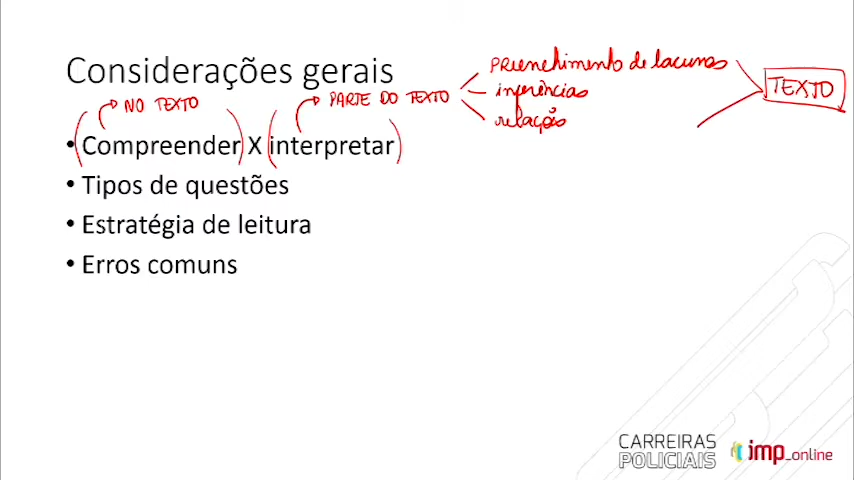 Considerações gerais
preenchimento de lacunas
inferências
relação
TEXTO
NO TEXTO
PARTE DO TEXTO
• Compreender X interpretar
• Tipos de questões
• Estratégia de leitura
• Erros comuns
CARREIRAS
POLICIAIS
imp_online